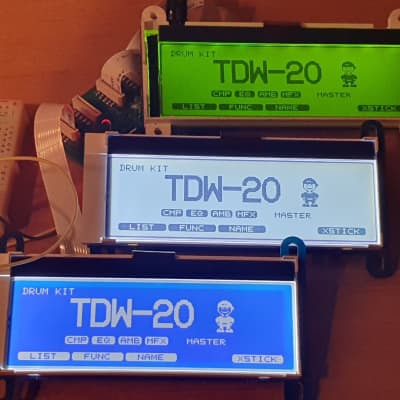 DRUM KIT
TDW-20
CMP EQ AMB MFX MASTER
LIST FUNC NAME XSTICK
DRUM KIT
TDW-20
CMP EQ AMB MFX MASTER
LIST FUNC NAME XSTICK
DRUM KIT
TDW-20
CMP EQ AMB MFX MASTER
LIST FUNC NAME XSTICK